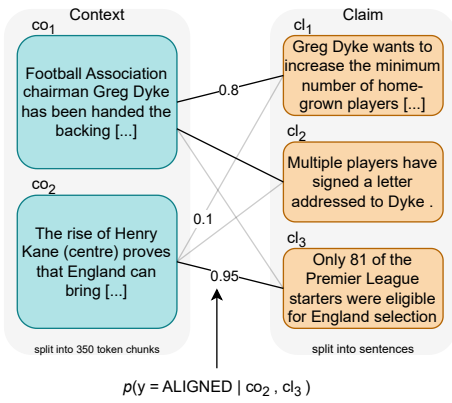 Context
Claim
co1
Football Association
chairman Greg Dyke
has been handed the
backing [...]
co2
The rise of Henry
Kane (centre) proves
that England can
bring [...]
split into 350 token chunks
0.8
0.1
0.95
cl1
Greg Dyke wants to
increase the minimum
number of home-
grown players [...]
cl2
Multiple players have
signed a letter
addressed to Dyke .
cl3
Only 81 of the
Premier League
starters were eligible
for England selection
split into sentences
p(y = ALIGNED | co2 , cl3 )